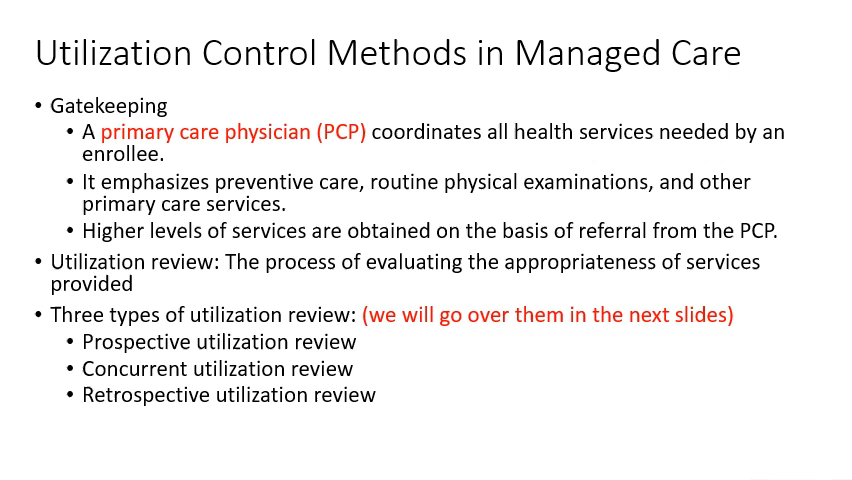 Utilization Control Methods in Managed Care
• Gatekeeping
• A primary care physician (PCP) coordinates all health services needed by an
enrollee.
• It emphasizes preventive care, routine physical examinations, and other
primary care services.
• Higher levels of services are obtained on the basis of referral from the PCP.
• Utilization review: The process of evaluating the appropriateness of services
provided
• Three types of utilization review: (we will go over them in the next slides)
• Prospective utilization review
• Concurrent utilization review
• Retrospective utilization review